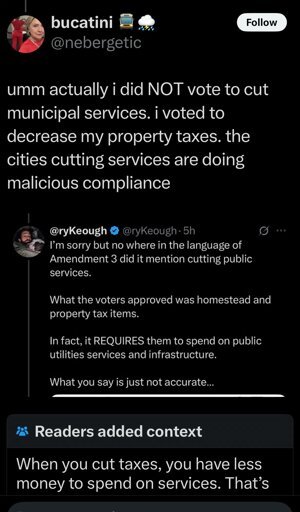 bucatini 🚊🌧️
@nebergetic
Follow
umm actually i did NOT vote to cut
municipal services. i voted to
decrease my property taxes. the
cities cutting services are doing
malicious compliance
@ryKeough @ryKeough · 5h
I'm sorry but no where in the language of
Amendment 3 did it mention cutting public
services.
What the voters approved was homestead and
property tax items.
In fact, it REQUIRES them to spend on public
utilities services and infrastructure.
What you say is just not accurate...
Readers added context
When you cut taxes, you have less
money to spend on services. That's